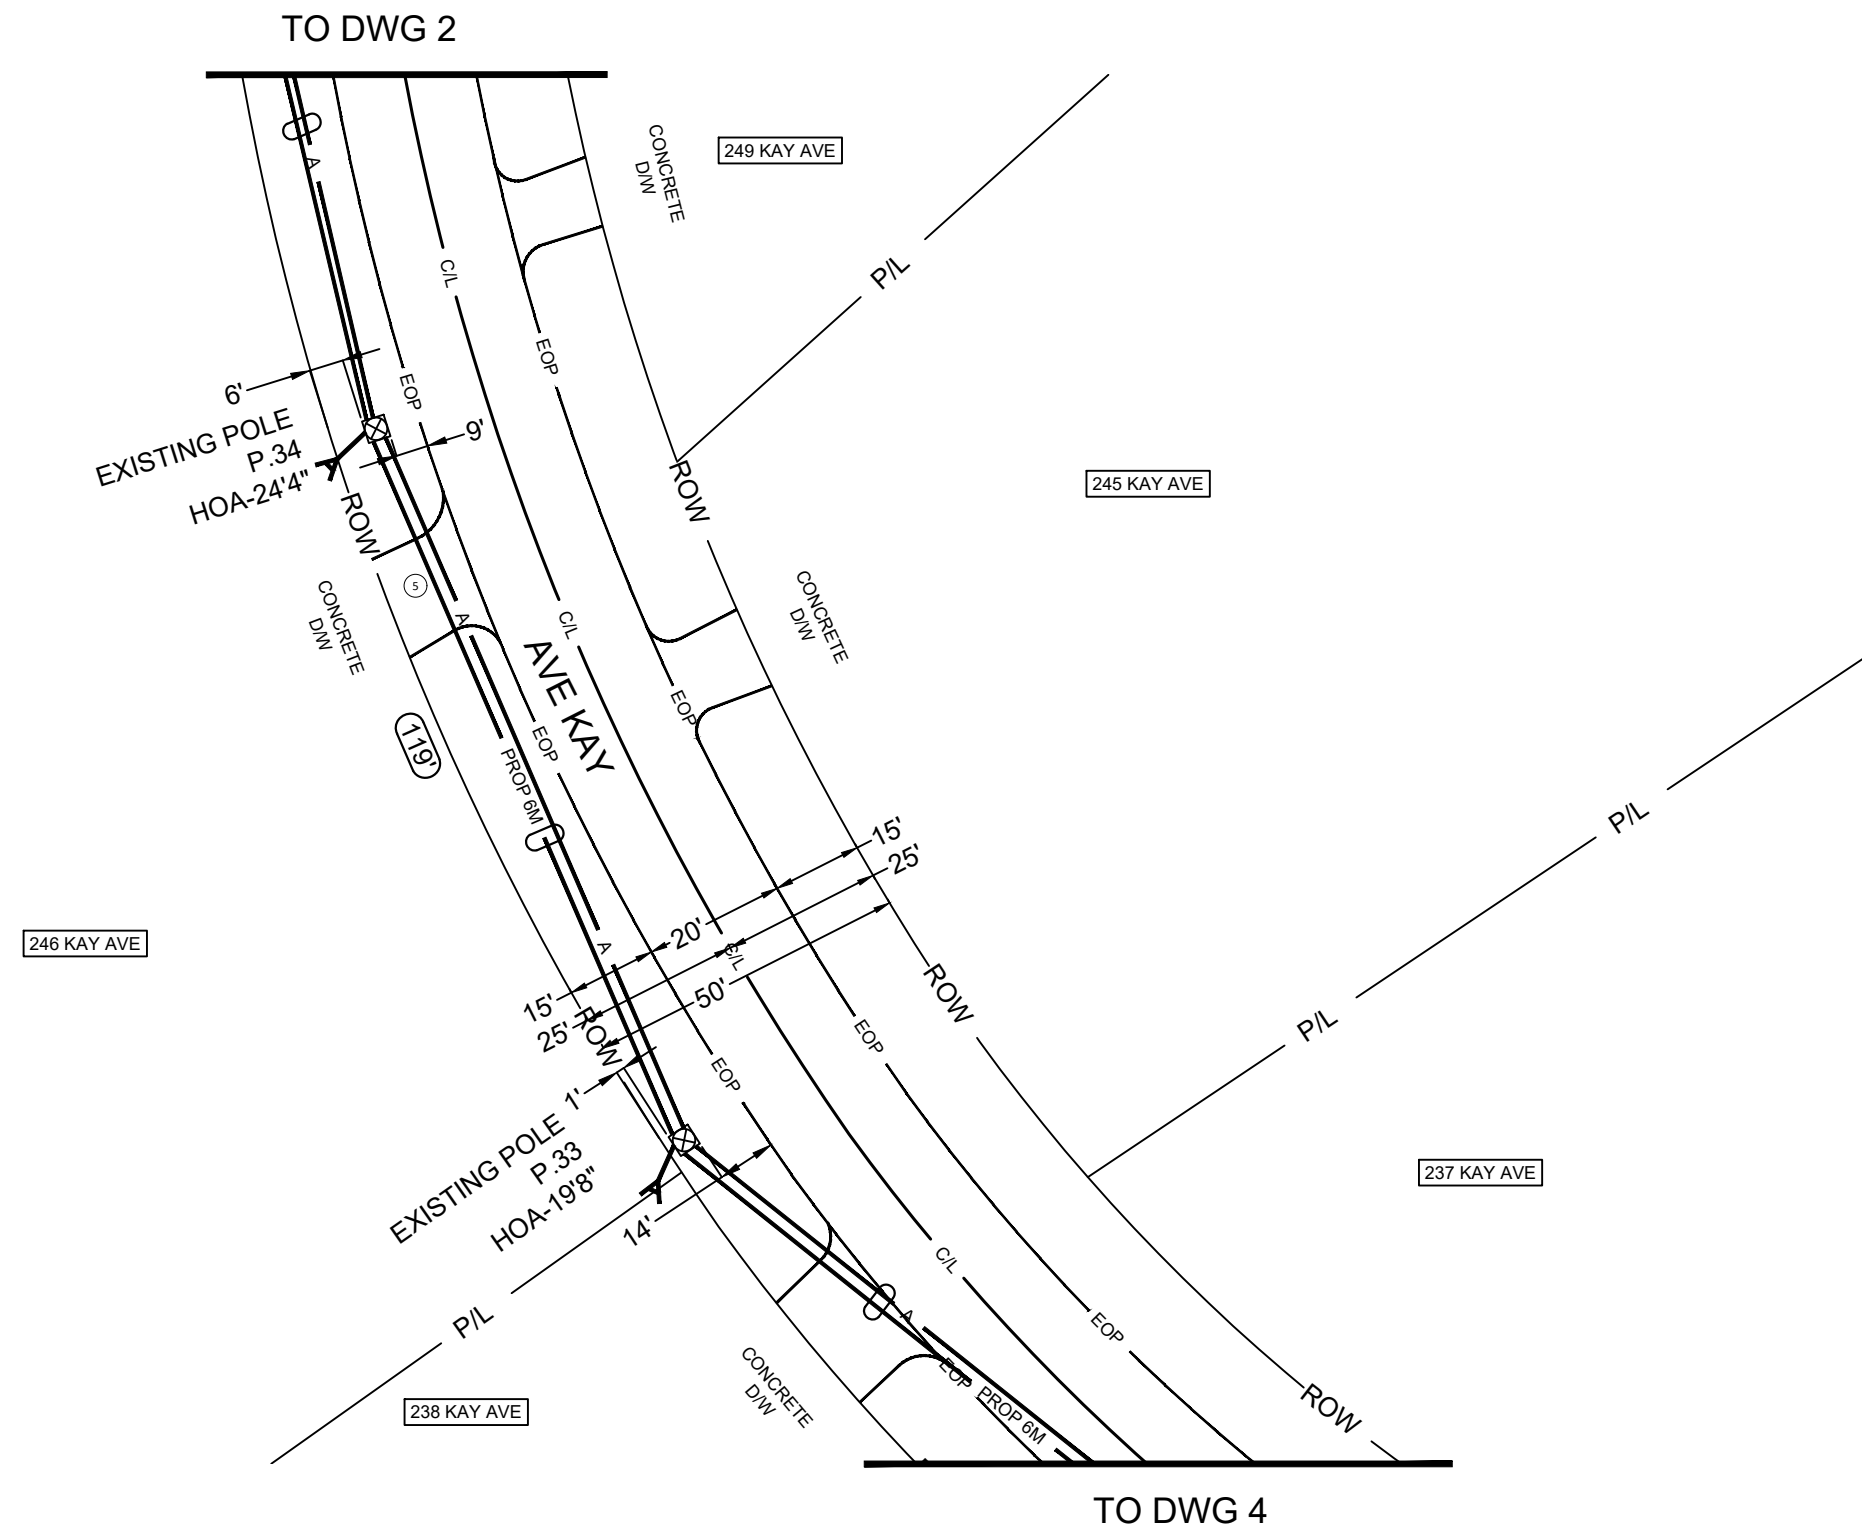 TO DWG 2
CONCRETE
D/W
249 KAY AVE
A
C/L
P/L
EOP
EOP
6'
9'
EXISTING POLE
P.34
HOA-24'4"
ROW
ROW
245 KAY AVE
5
CONCRETE
D/W
A
C/L
CONCRETE
D/W
AVE KAY
EOP
EOP
119'
PROP 6M
P/L
15'
25'
20'
A
C/L
246 KAY AVE
50'
15'
25'
ROW
ROW
P/L
EOP
EOP
1'
EXISTING POLE
P.33
HOA-19'8"
14'
237 KAY AVE
C/L
P/L
A
EOP
CONCRETE
D/W
EOP
PROP 6M
ROW
238 KAY AVE
TO DWG 4